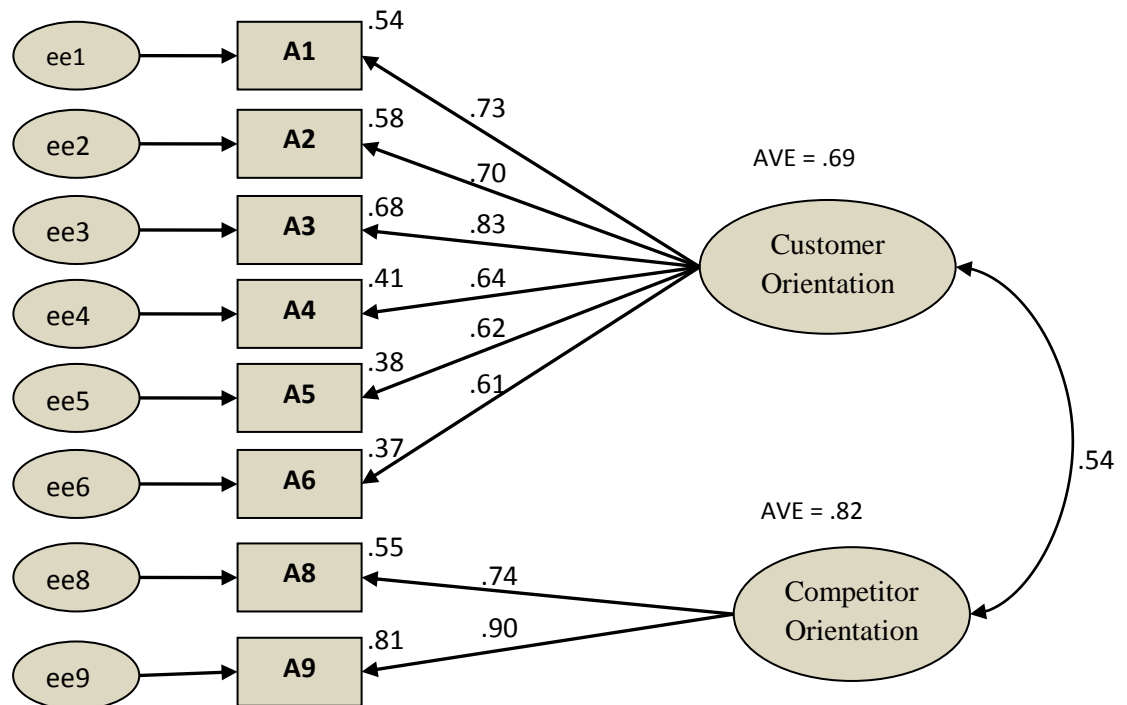 .54
ee1
A1
.73
.58
ee2
A2
.70
AVE = .69
.68
ee3
A3
.83
Customer
Orientation
.41
ee4
A4
.64
.62
.38
ee5
A5
.61
.37
ee6
A6
.54
AVE = .82
.55
ee8
A8
.74
Competitor
Orientation
.90
.81
ee9
A9